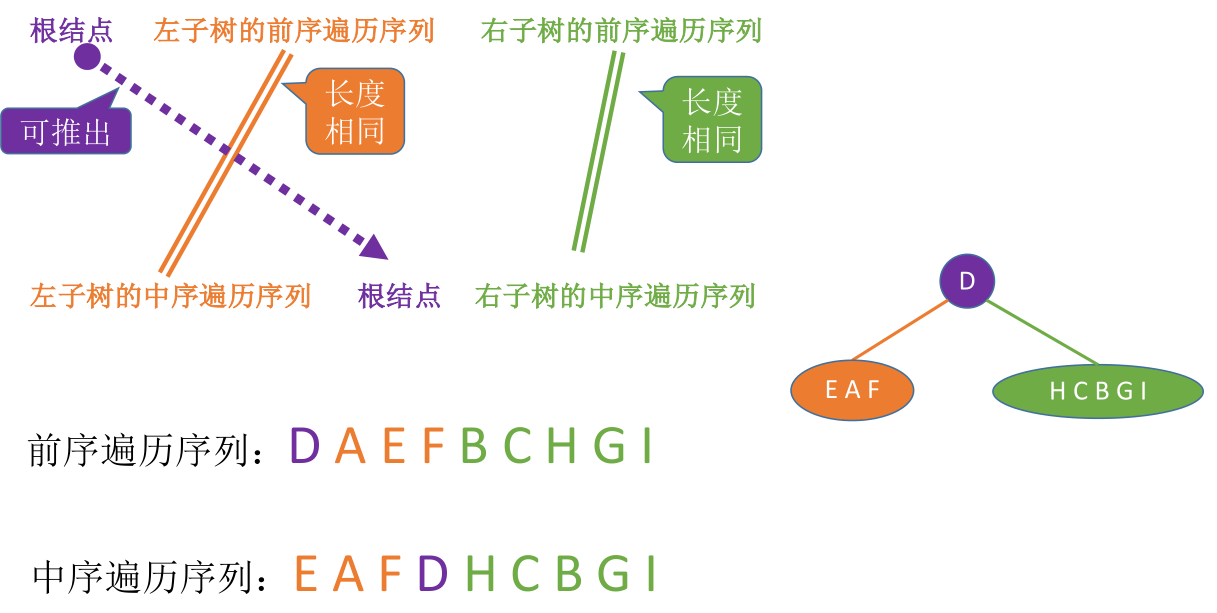 根结点 左子树的前序遍历序列 右子树的前序遍历序列
可推出
长度
相同
长度
相同
左子树的中序遍历序列 根结点 右子树的中序遍历序列
D
E A F
H C B G I
前序遍历序列：D A E F B C H G I
中序遍历序列：E A F D H C B G I